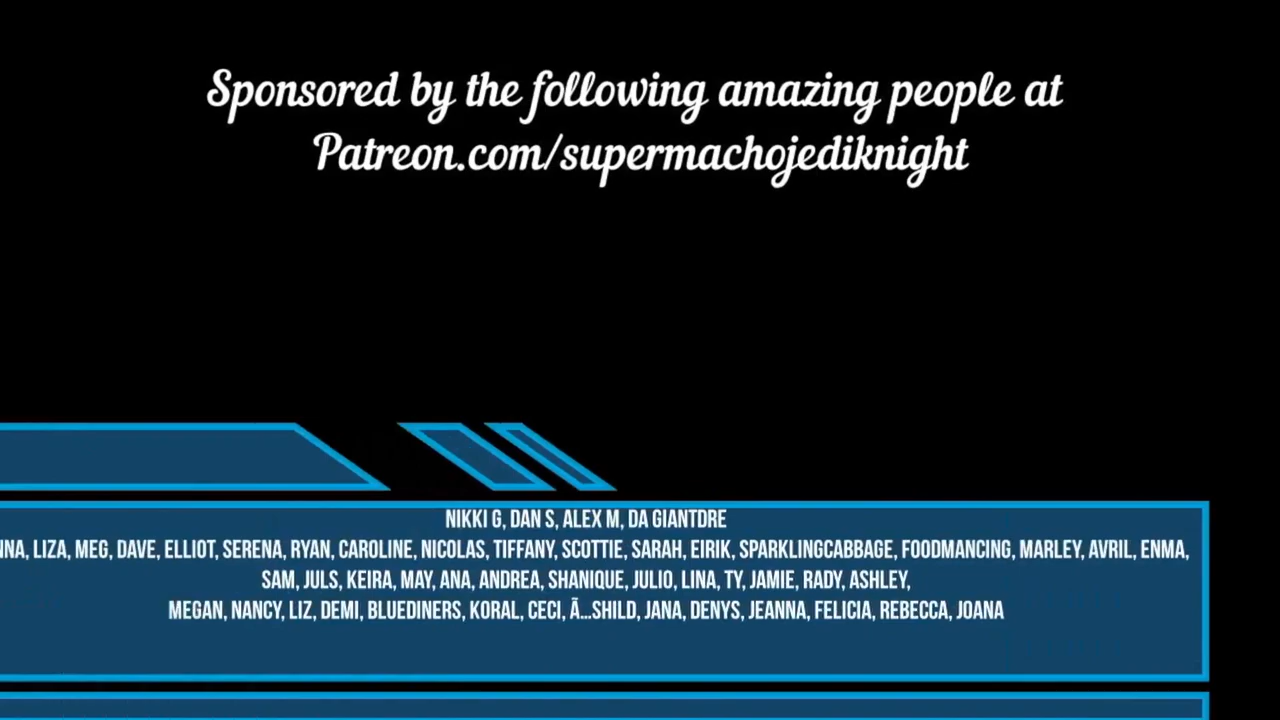 Sponsored by the following amazing people at
Patreon.com/supermachojediknight
NIKKI G, DAN S, ALEX M, DA GIANTDRE
NNA, LIZA, MEG, DAVE, ELLIOT, SERENA, RYAN, CAROLINE, NICOLAS, TIFFANY, SCOTTIE, SARAH, EIRIK, SPARKLINGCABBAGE, FOODMANCING, MARLEY, AVRIL, ENMA,
SAM, JULS, KEIRA, MAY, ANA, ANDREA, SHANIQUE, JULIO, LINA, TY, JAMIE, RADY, ASHLEY,
MEGAN, NANCY, LIZ, DEMI, BLUEDINERS, KORAL, CECI, Ã…SHILD, JANA, DENYS, JEANNA, FELICIA, REBECCA, JOANA